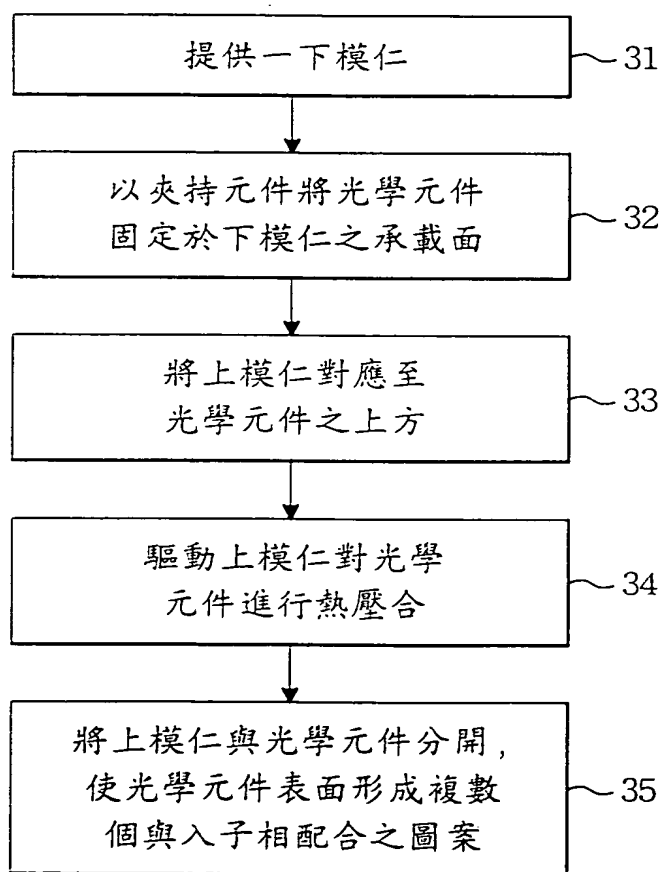 提供一下模仁
31
以夾持元件將光學元件
固定於下模仁之承載面
32
將上模仁對應至
光學元件之上方
33
驅動上模仁對光學
元件進行熱壓合
34
將上模仁與光學元件分開,
使光學元件表面形成複數
個與入子相配合之圖案
35